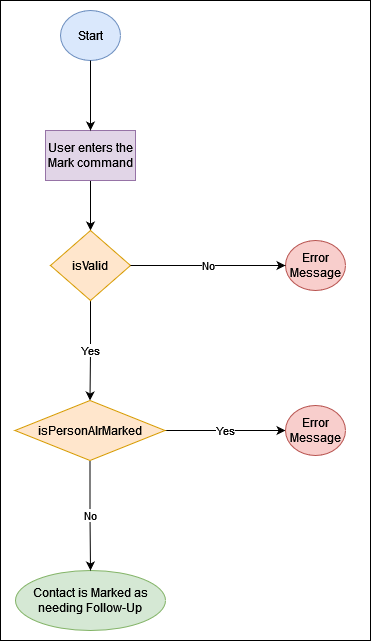 Start
User enters the
Mark command
isValid
No
Error
Message
Yes
isPersonAlrMarked
Yes
Error
Message
No
Contact is Marked as
needing Follow-Up